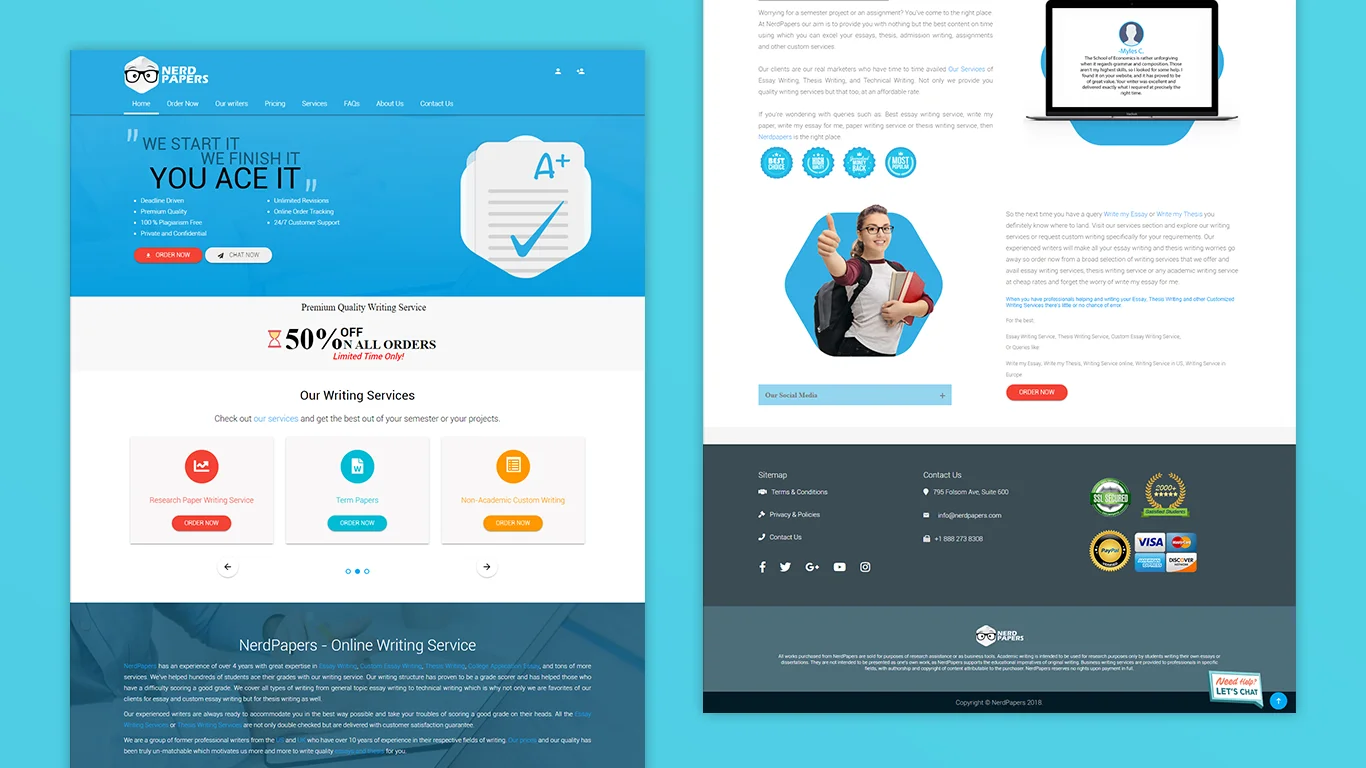 NERD
PAPERS
Home Order Now Our writers Pricing Services FAQs About Us Contact Us
" WE START IT
WE FINISH IT
YOU ACE IT "
Deadline Driven
Premium Quality
100 % Plagiarism Free
Private and Confidential
Unlimited Revisions
Online Order Tracking
24/7 Customer Support
ORDER NOW
CHAT NOW
A+
Premium Quality Writing Service
50% OFF
ON ALL ORDERS
Limited Time Only!
Our Writing Services
Check out our services and get the best out of your semester or your projects.
Research Paper Writing Service
ORDER NOW
Term Papers
ORDER NOW
Non-Academic Custom Writing
ORDER NOW
NerdPapers - Online Writing Service
NerdPapers has an experience of over 4 years with great expertise in Essay Writing, Custom Essay Writing, Thesis Writing, College Application Essay, and tons of more
services. We've helped hundreds of students ace their grades with our writing service. Our writing structure has proven to be a grade scorer and has helped those who
have a difficulty scoring a good grade. We cover all types of writing from general topic essay writing to technical writing which is why not only we are favorites of our
clients for essay and custom essay writing but for thesis writing as well.
Our experienced writers are always ready to accommodate you in the best way possible and take your troubles of scoring a good grade on their heads. All the Essay
Writing Services or Thesis Writing Services are not only double checked but are delivered with customer satisfaction guarantee.
We are a group of former professional writers from the US and UK who have over 10 years of experience in their respective fields of writing. Our prices and our quality has
been truly un-matchable which motivates us more and more to write quality essays and thesis for you.
Worrying for a semester project or an assignment? You've come to the right place.
At NerdPapers our aim is to provide you with nothing but the best content on time
using which you can excel your essays, thesis, admission writing, assignments
and other custom services.
Our clients are our real marketers who have time to time availed Our Services of
Essay Writing, Thesis Writing, and Technical Writing. Not only we provide you
quality writing services but that too, at an affordable rate.
If you're wondering with queries such as: Best essay writing service, write my
paper, write my essay for me, paper writing service or thesis writing service, then
Nerdpapers is the right place.
BEST
CHOICE
HIGH
QUALITY
MONEY
BACK
MOST
POPULAR
-Myles C.
The School of Economics is rather unforgiving
when it regards grammar and composition. Those
aren't my highest skills, so I looked for some help. I
found it on your website, and it has proved to be
of great value. Your writer was excellent and
delivered exactly what I required at precisely the
right time.
So the next time you have a query Write my Essay or Write my Thesis you
definitely know where to land. Visit our services section and explore our writing
services or request custom writing specifically for your requirements. Our
experienced writers will make all your essay writing and thesis writing worries go
away so order now from a broad selection of writing services that we offer and
avail essay writing services, thesis writing service or any academic writing service
at cheap rates and forget the worry of write my essay for me.
When you have professionals helping and writing your Essay, Thesis Writing and other Customized
Writing Services there's little or no chance of error.
For the best:
Essay Writing Service, Thesis Writing Service, Custom Essay Writing Service,
Or Queries like:
Write my Essay, Write my Thesis, Writing Service online, Writing Service in US, Writing Service in
Europe
ORDER NOW
Our Social Media +
Sitemap
Terms & Conditions
Privacy & Policies
Contact Us
Contact Us
795 Folsom Ave, Suite 600
info@nerdpapers.com
+1 888 273 8308
SSL SECURED
2000+
Satisfied Students
PayPal
VISA
MasterCard
AMERICAN EXPRESS
DISCOVER
NETWORK
NERD
PAPERS
All works purchased from NerdPapers are sold for purposes of research assistance or as business tools. Academic writing is intended to be used for research purposes only by students writing their own essays or
dissertations. They are not intended to be presented as one's own work, as NerdPapers supports the educational imperatives of original writing. Business writing services are provided to professionals in specific
fields, with authorship and copyright of content attributable to the purchaser. NerdPapers reserves no rights upon payment in full.
Need Help?
LET'S CHAT
Copyright © NerdPapers 2018.